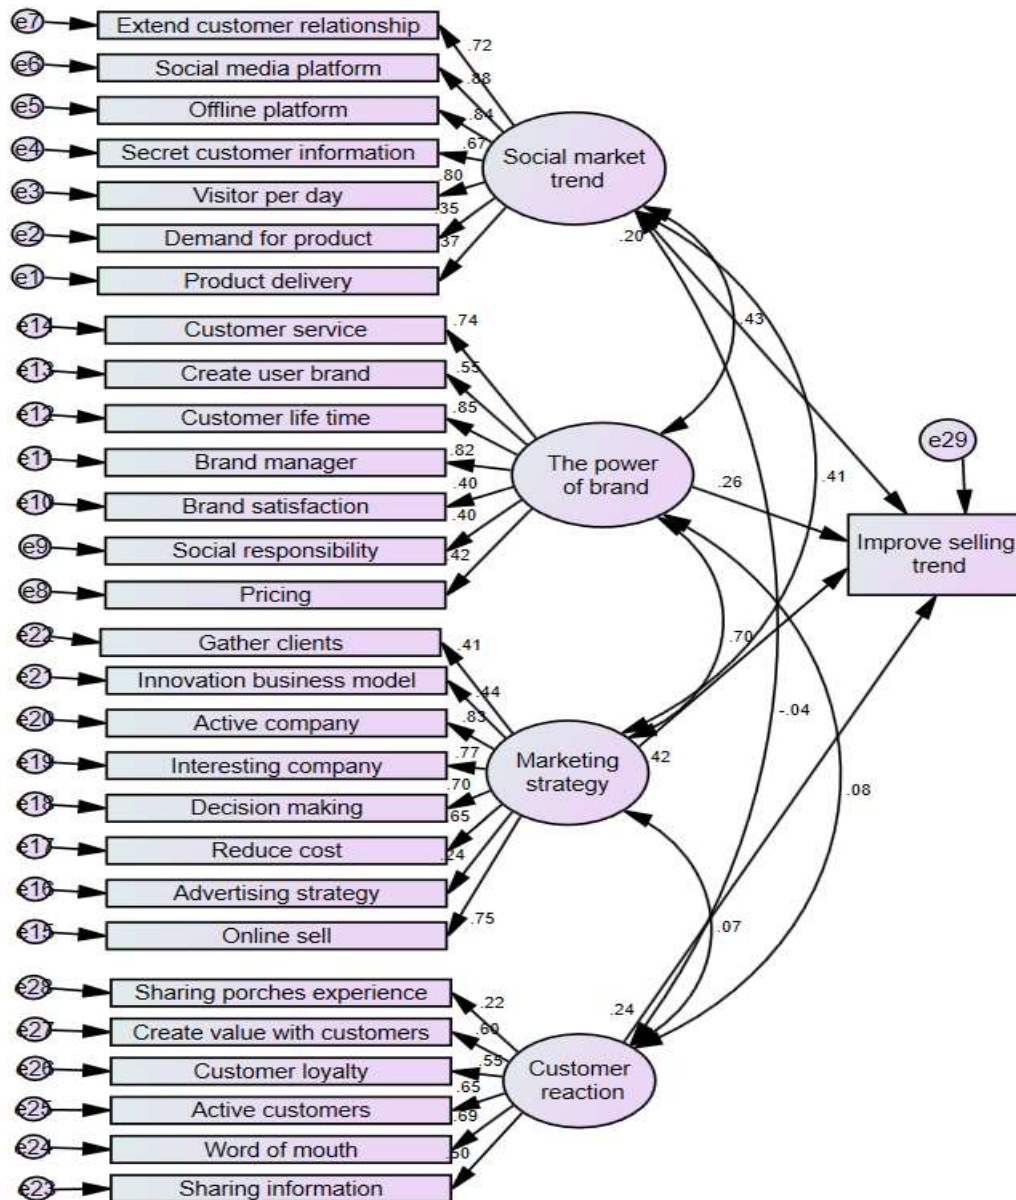 e7
Extend customer relationship
.72
e6
Social media platform
.88
e5
Offline platform
.84
e4
Secret customer information
.67
e3
Visitor per day
.80
e2
Demand for product
.35
e1
Product delivery
.37
Social market
trend
.20
.43
e14
Customer service
.74
e13
Create user brand
.55
e12
Customer life time
.85
e11
Brand manager
.82
e10
Brand satisfaction
.40
e9
Social responsibility
.40
e8
Pricing
.42
The power
of brand
.26
.41
e29
Improve selling
trend
e22
Gather clients
.41
e21
Innovation business model
.44
e20
Active company
.83
e19
Interesting company
.77
e18
Decision making
.70
e17
Reduce cost
.65
e16
Advertising strategy
.24
e15
Online sell
.75
Marketing
strategy
.70
.42
-.04
.08
.07
e28
Sharing porches experience
.22
e27
Create value with customers
.60
e26
Customer loyalty
.55
e25
Active customers
.65
e24
Word of mouth
.69
e23
Sharing information
.50
Customer
reaction
.24